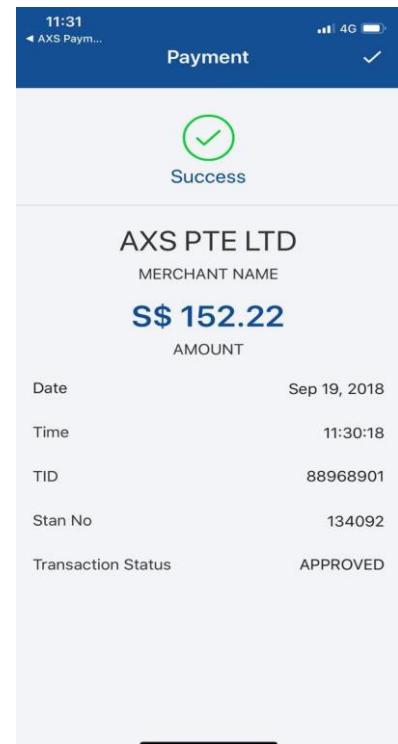 11:31
4G
◀ AXS Paym...
Payment
Success
AXS PTE LTD
MERCHANT NAME
S$ 152.22
AMOUNT
Date Sep 19, 2018
Time 11:30:18
TID 88968901
Stan No 134092
Transaction Status APPROVED